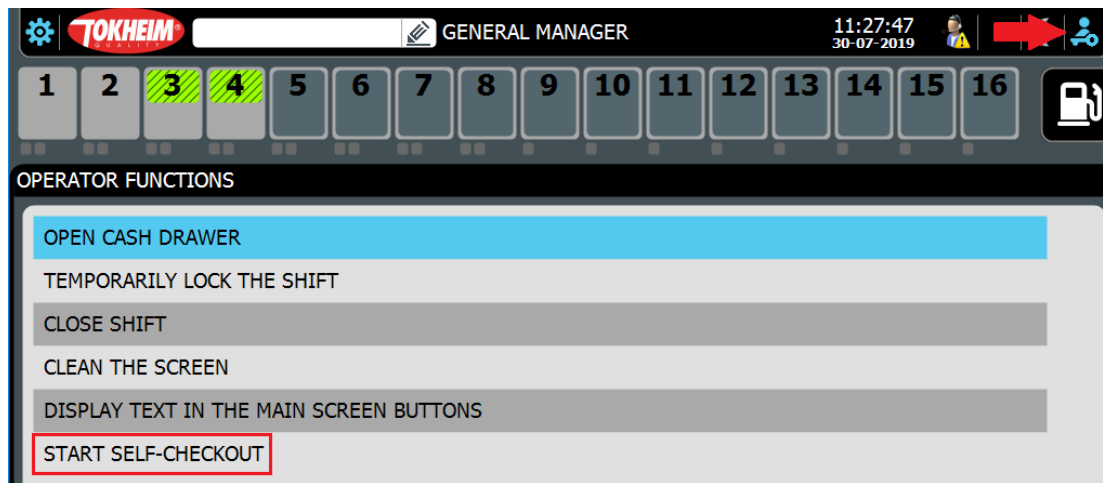 TOKHEIM
QUALITY
GENERAL MANAGER
11:27:47
30-07-2019
1 2 3 4 5 6 7 8 9 10 11 12 13 14 15 16
OPERATOR FUNCTIONS
OPEN CASH DRAWER
TEMPORARILY LOCK THE SHIFT
CLOSE SHIFT
CLEAN THE SCREEN
DISPLAY TEXT IN THE MAIN SCREEN BUTTONS
START SELF-CHECKOUT